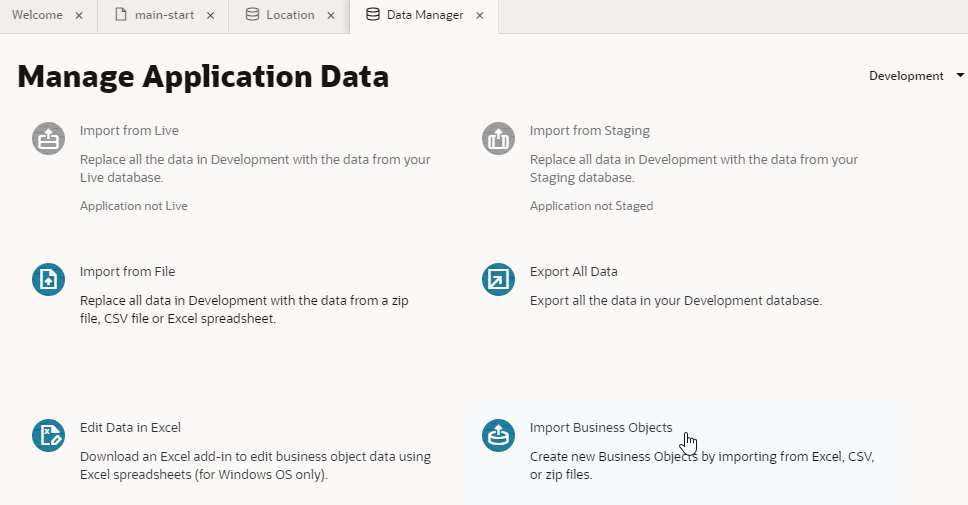 Welcome × main-start × Location × Data Manager ×
Manage Application Data
Development
Import from Live
Replace all the data in Development with the data from your
Live database.
Application not Live
Import from Staging
Replace all data in Development with the data from your
Staging database.
Application not Staged
Import from File
Replace all data in Development with the data from a zip
file, CSV file or Excel spreadsheet.
Export All Data
Export all the data in your Development database.
Edit Data in Excel
Download an Excel add-in to edit business object data using
Excel spreadsheets (for Windows OS only).
Import Business Objects
Create new Business Objects by importing from Excel, CSV,
or zip files.